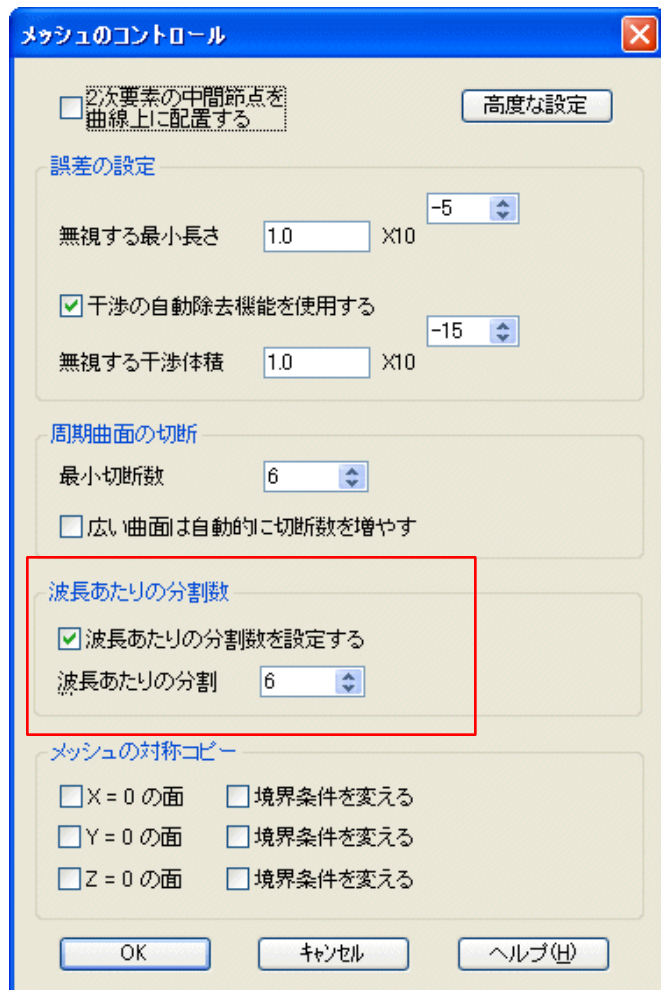 メッシュのコントロール
2次要素の中間節点を
曲線上に配置する
高度な設定
誤差の設定
-5
無視する最小長さ 1.0 X10
干渉の自動除去機能を使用する
-15
無視する干渉体積 1.0 X10
周期曲面の切断
最小切断数 6
広い曲面は自動的に切断数を増やす
波長あたりの分割数
波長あたりの分割数を設定する
波長あたりの分割 6
メッシュの対称コピー
X = 0 の面 境界条件を変える
Y = 0 の面 境界条件を変える
Z = 0 の面 境界条件を変える
OK キャンセル ヘルプ(H)